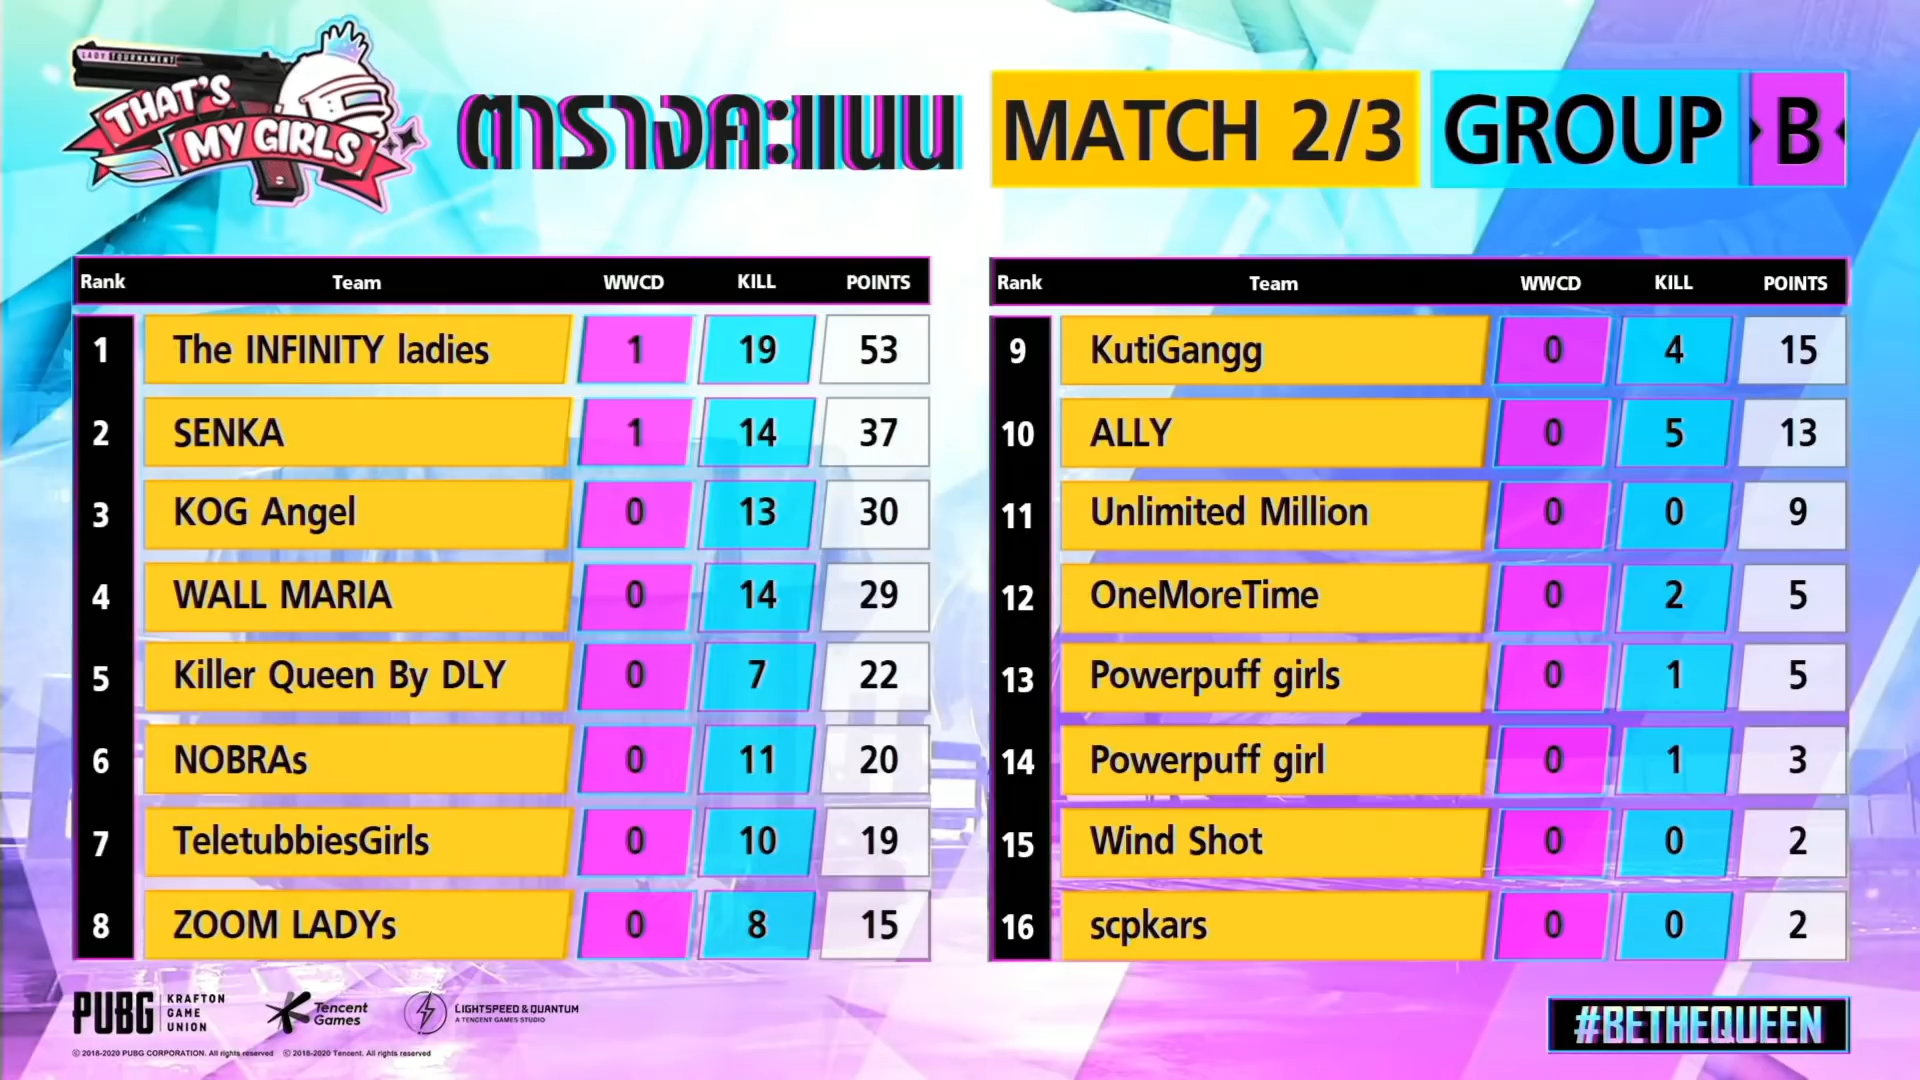 LADY TOURNAMENT
THAT'S
MY GIRLS
ตารางคะแนน MATCH 2/3 GROUP B
Rank Team WWCD KILL POINTS
1 The INFINITY ladies 1 19 53
2 SENKA 1 14 37
3 KOG Angel 0 13 30
4 WALL MARIA 0 14 29
5 Killer Queen By DLY 0 7 22
6 NOBRAs 0 11 20
7 TeletubbiesGirls 0 10 19
8 ZOOM LADYs 0 8 15
Rank Team WWCD KILL POINTS
9 KutiGangg 0 4 15
10 ALLY 0 5 13
11 Unlimited Million 0 0 9
12 OneMoreTime 0 2 5
13 Powerpuff girls 0 1 5
14 Powerpuff girl 0 1 3
15 Wind Shot 0 0 2
16 scpkars 0 0 2
PUBG
KRAFTON
GAME
UNION
Tencent
Games
LIGHTSPEED & QUANTUM
A TENCENT GAMES STUDIO
#BETHEQUEEN
© 2018-2020 PUBG CORPORATION. All rights reserved © 2018-2020 Tencent. All rights reserved